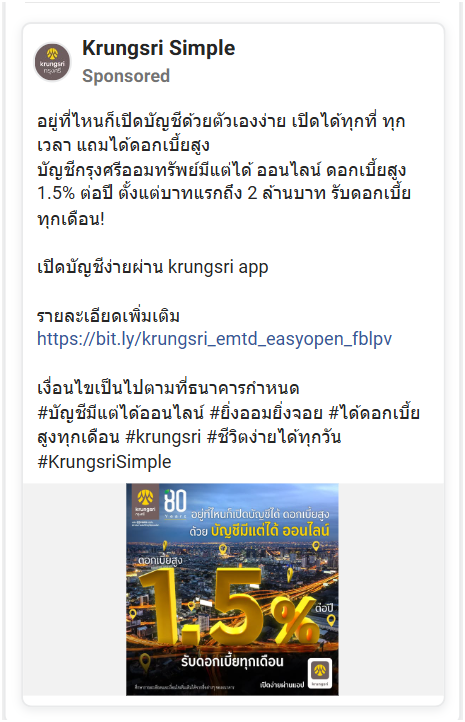 Krungsri Simple
Sponsored
อยู่ที่ไหนก็เปิดบัญชีด้วยตัวเองง่าย เปิดได้ทุกที่ ทุก
เวลา แถมได้ดอกเบี้ยสูง
บัญชีกรุงศรีออมทรัพย์มีแต่ได้ ออนไลน์ ดอกเบี้ยสูง
1.5% ต่อปี ตั้งแต่บาทแรกถึง 2 ล้านบาท รับดอกเบี้ย
ทุกเดือน!
เปิดบัญชีง่ายผ่าน krungsri app
รายละเอียดเพิ่มเติม
https://bit.ly/krungsri_emtd_easyopen_fblpv
เงื่อนไขเป็นไปตามที่ธนาคารกำหนด
#บัญชีมีแต่ได้ออนไลน์ #ยิ่งออมยิ่งจอย #ได้ดอกเบี้ย
สูงทุกเดือน #krungsri #ชีวิตง่ายได้ทุกวัน
#KrungsriSimple
krungsri
กรุงศรี
80
Years
อยู่ที่ไหนก็เปิดบัญชีได้ ดอกเบี้ยสูง
ด้วย บัญชีมีแต่ได้ ออนไลน์
ดอกเบี้ยสูง
1.5%
ต่อปี
รับดอกเบี้ยทุกเดือน
เปิดบัญชีง่ายผ่านแอป
krungsri